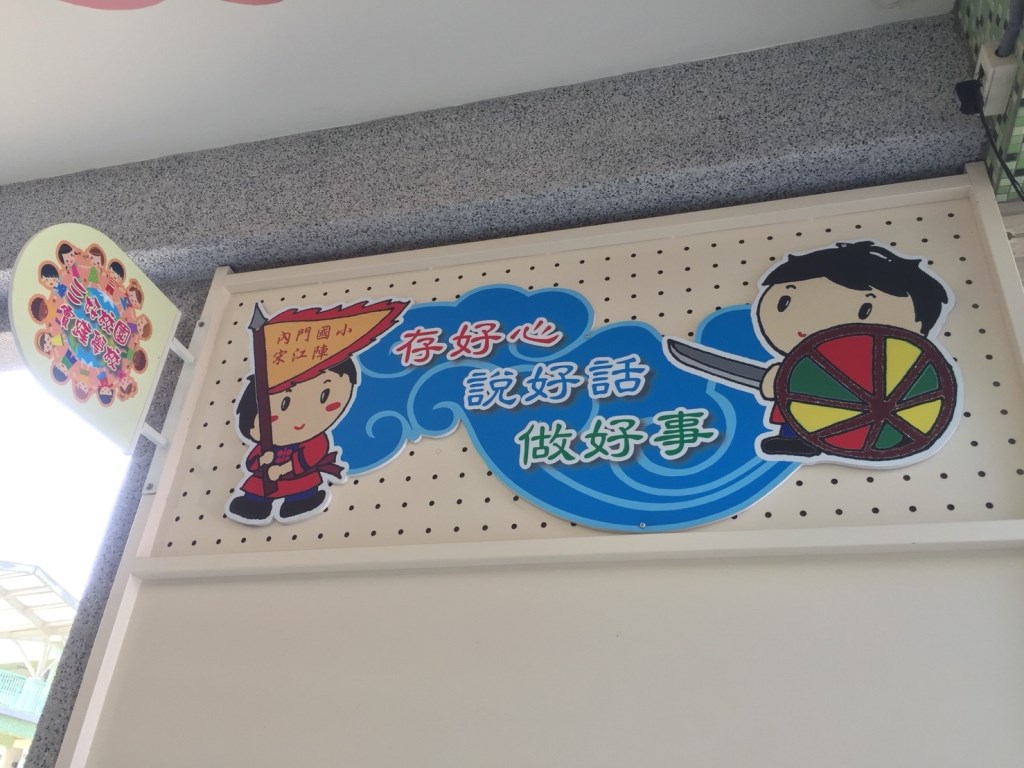 內門國小
宋江陣
存好心
說好話
做好事